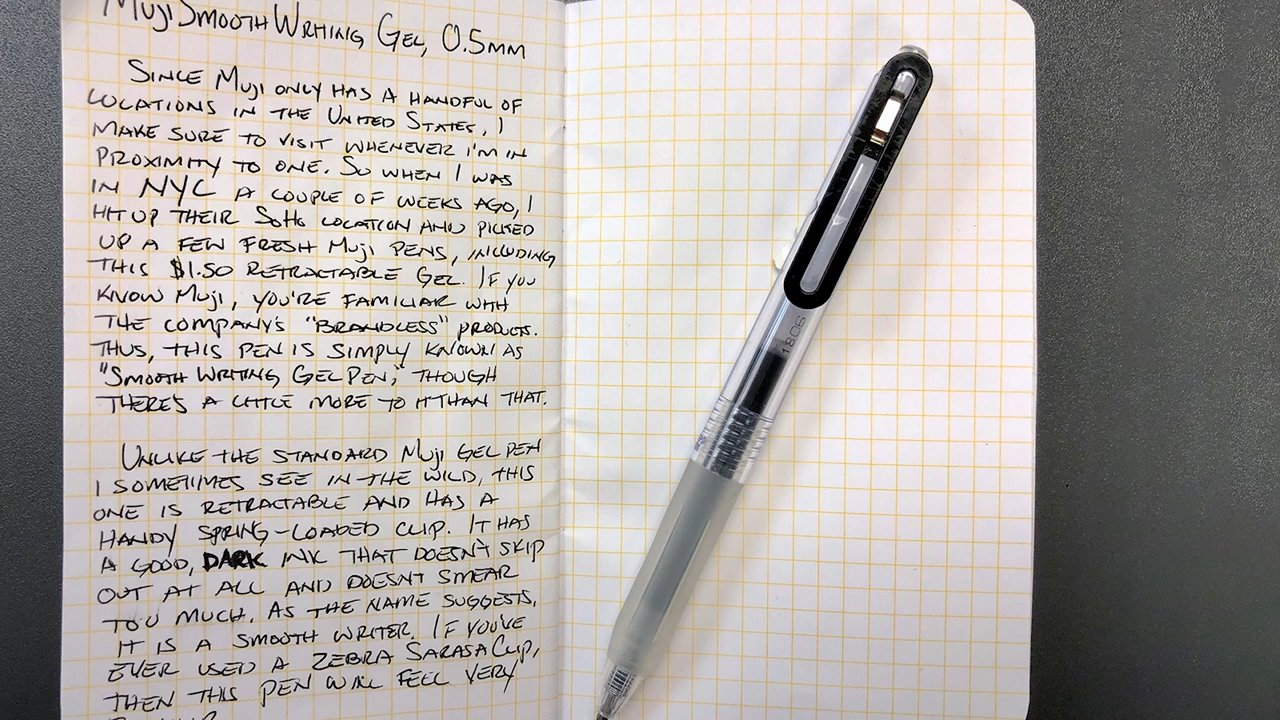 Muji Smooth Writing Gel, 0.5mm
Since Muji only has a handful of
locations in the United States, I
make sure to visit whenever I'm in
proximity to one. So when I was
in NYC a couple of weeks ago, I
hit up their SoHo location and picked
up a few fresh Muji pens, including
this $1.50 retractable gel. If you
know Muji, you're familiar with
the company's "brandless" products.
Thus, this pen is simply known as
"Smooth Writing Gel Pen," though
there's a little more to it than that.
Unlike the standard Muji gel pen
I sometimes see in the wild, this
one is retractable and has a
handy spring-loaded clip. It has
a good, DARK ink that doesn't skip
out at all and doesn't smear
too much. As the name suggests,
it is a smooth writer. If you've
ever used a Zebra Sarasa Clip,
then this pen will feel very
1806